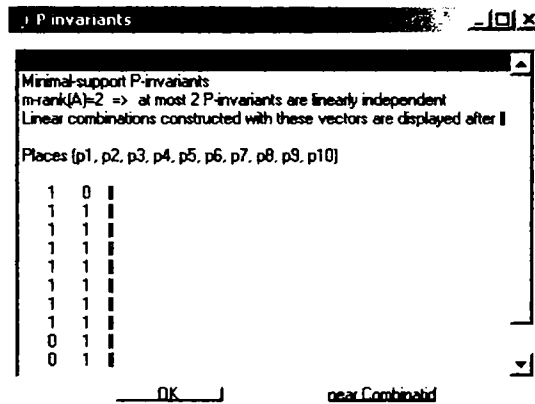 P-invariants
Minimal-support P-invariants
m-rank(A)=2 => at most 2 P-invariants are linearly independent
Linear combinations constructed with these vectors are displayed after ||
Places (p1, p2, p3, p4, p5, p6, p7, p8, p9, p10)
1 0 ||
1 1 ||
1 1 ||
1 1 ||
1 1 ||
1 1 ||
1 1 ||
1 1 ||
0 1 ||
0 1 ||
OK near Combinatid